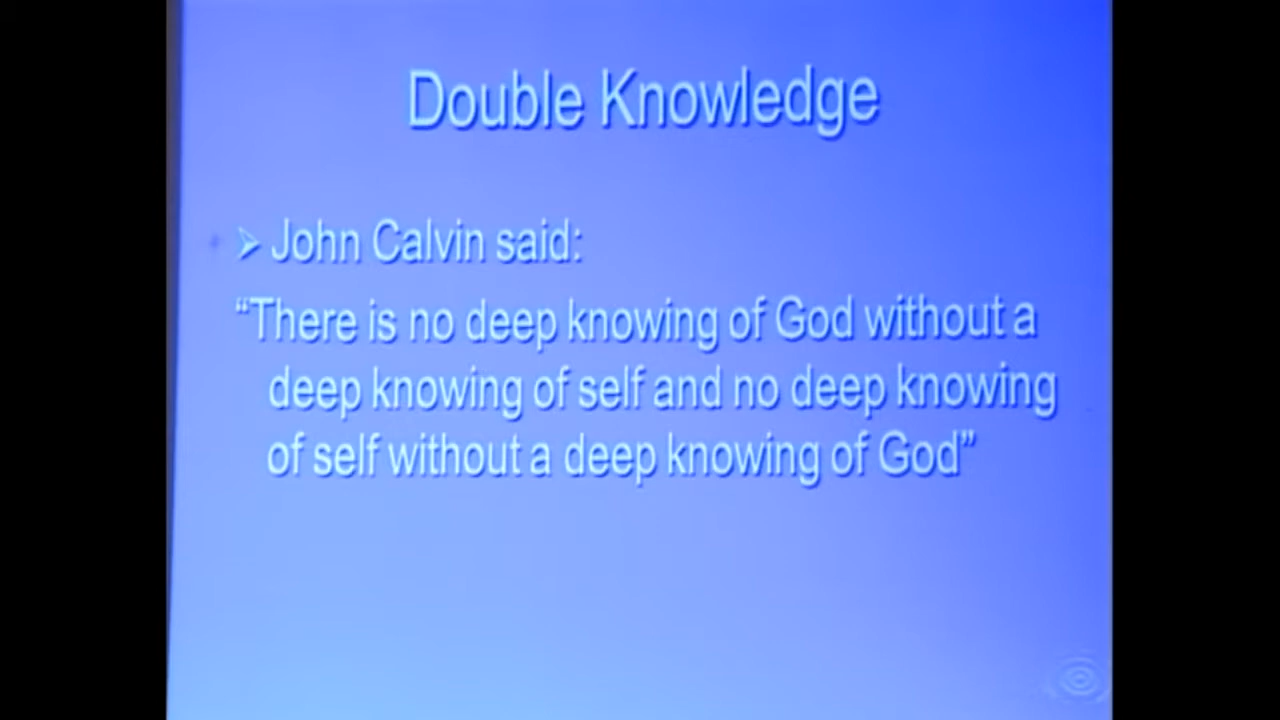 Double Knowledge
➢ John Calvin said:
“There is no deep knowing of God without a
deep knowing of self and no deep knowing
of self without a deep knowing of God”